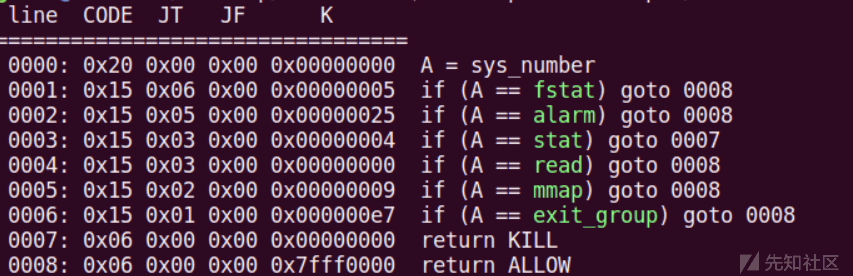 line CODE JT JF K
=================================
0000: 0x20 0x00 0x00 0x00000000 A = sys_number
0001: 0x15 0x06 0x00 0x00000005 if (A == fstat) goto 0008
0002: 0x15 0x05 0x00 0x00000025 if (A == alarm) goto 0008
0003: 0x15 0x03 0x00 0x00000004 if (A == stat) goto 0007
0004: 0x15 0x03 0x00 0x00000000 if (A == read) goto 0008
0005: 0x15 0x02 0x00 0x00000009 if (A == mmap) goto 0008
0006: 0x15 0x01 0x00 0x000000e7 if (A == exit_group) goto 0008
0007: 0x06 0x00 0x00 0x00000000 return KILL
0008: 0x06 0x00 0x00 0x7fff0000 return ALLOW
先知社区